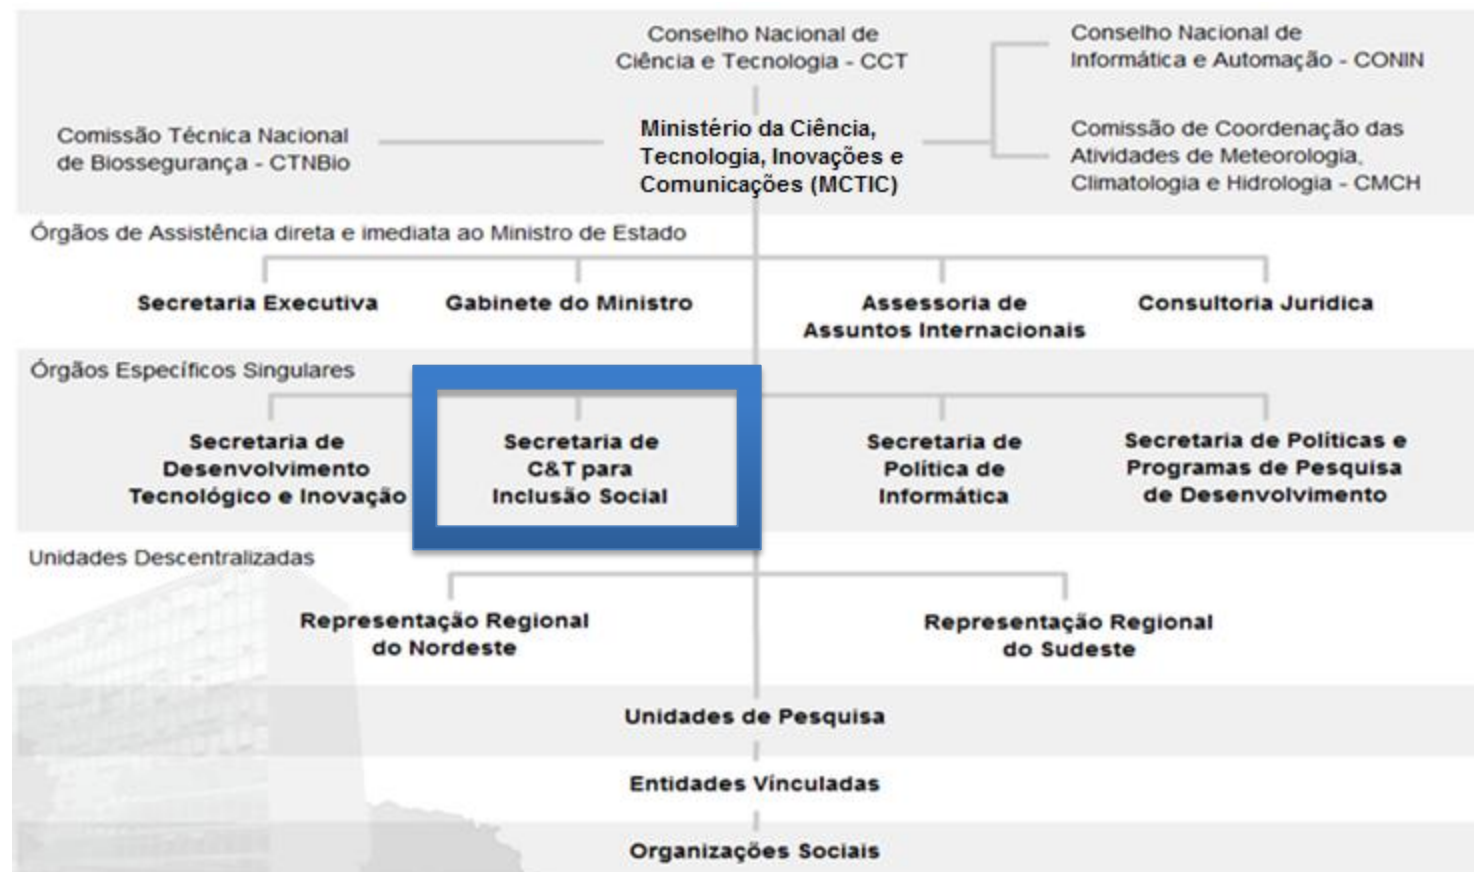 Conselho Nacional de
Ciência e Tecnologia - CCT
Conselho Nacional de
Informática e Automação - CONIN
Comissão Técnica Nacional
de Biossegurança - CTNBio
Ministério da Ciência,
Tecnologia, Inovações e
Comunicações (MCTIC)
Comissão de Coordenação das
Atividades de Meteorologia,
Climatologia e Hidrologia - CMCH
Órgãos de Assistência direta e imediata ao Ministro de Estado
Secretaria Executiva
Gabinete do Ministro
Assessoria de
Assuntos Internacionais
Consultoria Jurídica
Órgãos Específicos Singulares
Secretaria de
Desenvolvimento
Tecnológico e Inovação
Secretaria de
C&T para
Inclusão Social
Secretaria de
Política de
Informática
Secretaria de Políticas e
Programas de Pesquisa
de Desenvolvimento
Unidades Descentralizadas
Representação Regional
do Nordeste
Representação Regional
do Sudeste
Unidades de Pesquisa
Entidades Vínculadas
Organizações Sociais